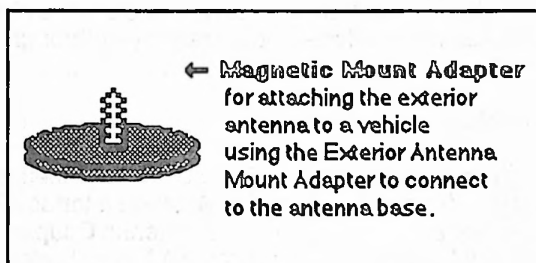 ← Magnetic Mount Adapter
for attaching the exterior
antenna to a vehicle
using the Exterior Antenna
Mount Adapter to connect
to the antenna base.